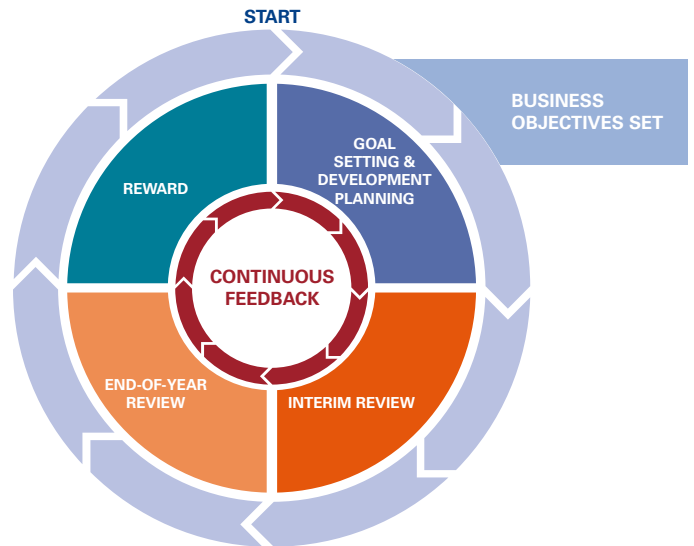 START
BUSINESS
OBJECTIVES SET
GOAL
SETTING &
DEVELOPMENT
PLANNING
REWARD
CONTINUOUS
FEEDBACK
END-OF-YEAR
REVIEW
INTERIM REVIEW